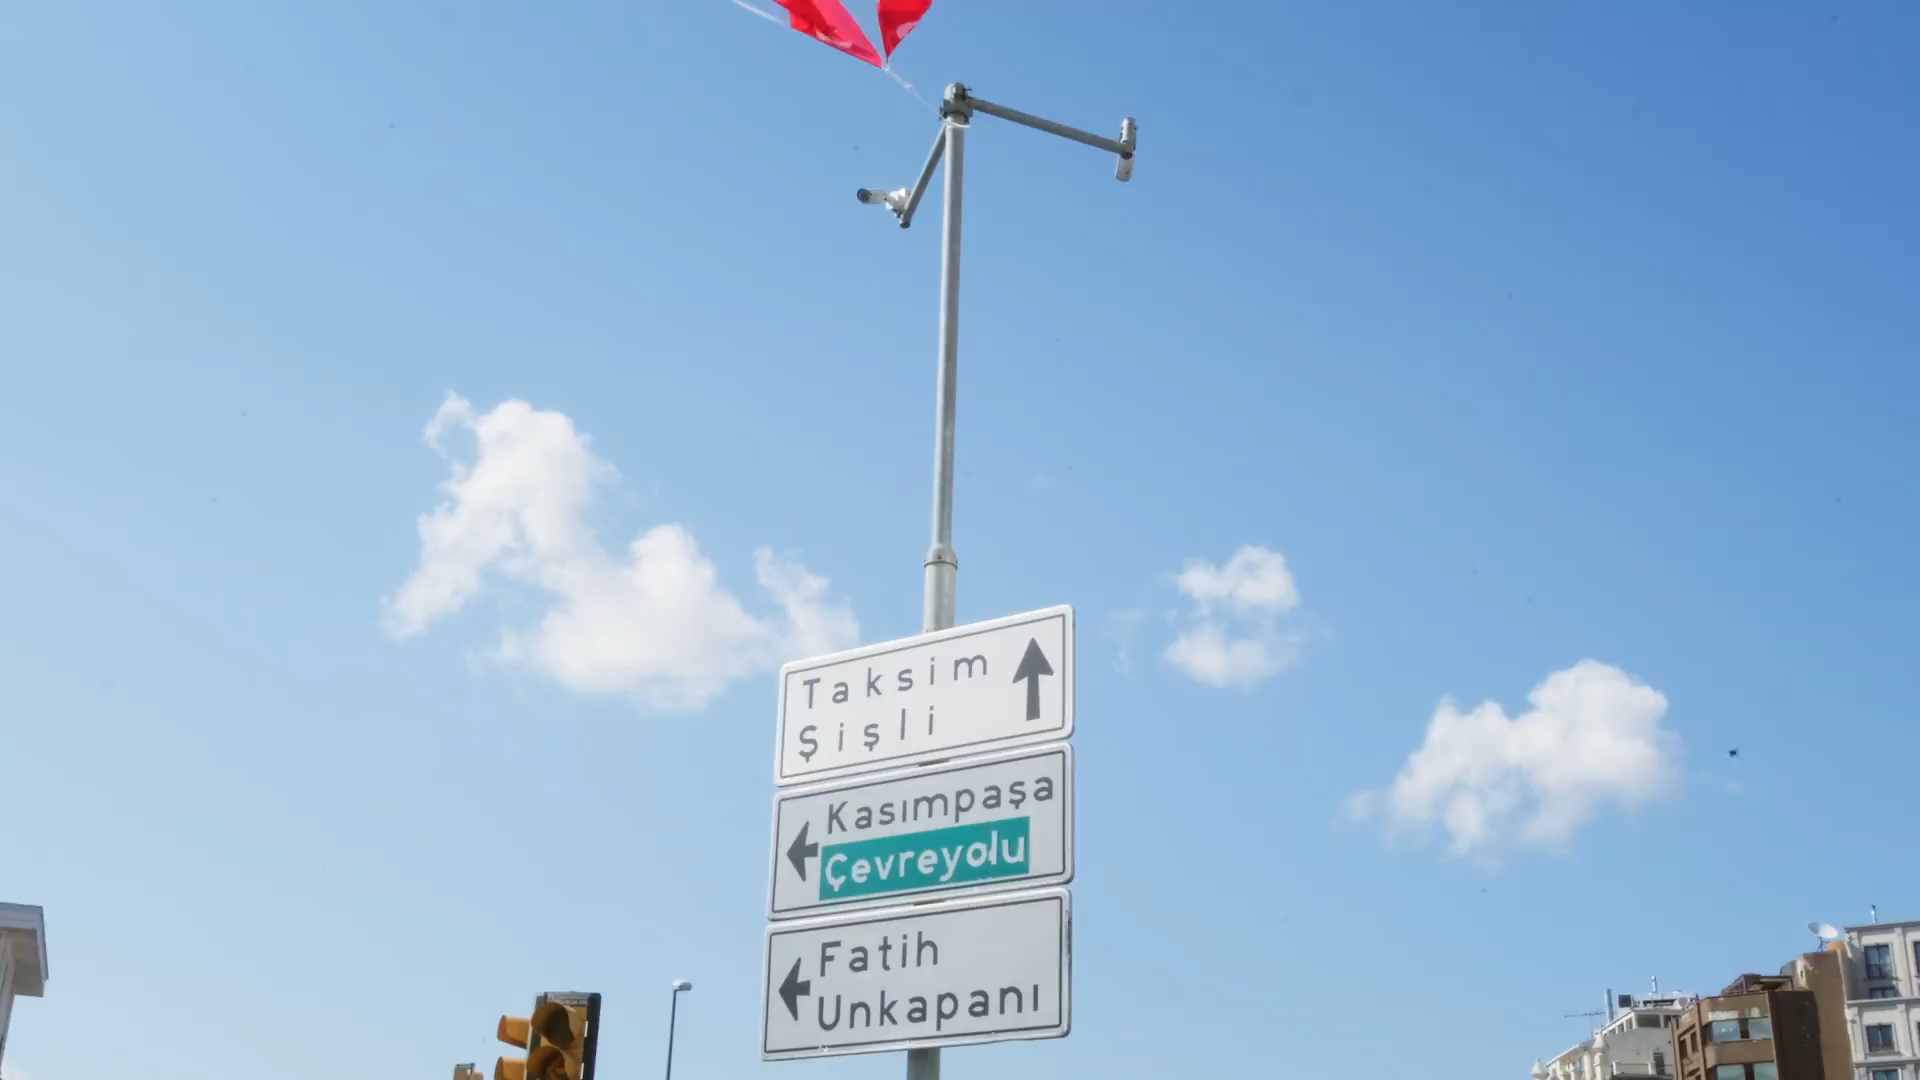 Taksim
Şişli
Kasımpaşa
Çevreyolu
Fatih
Unkapanı